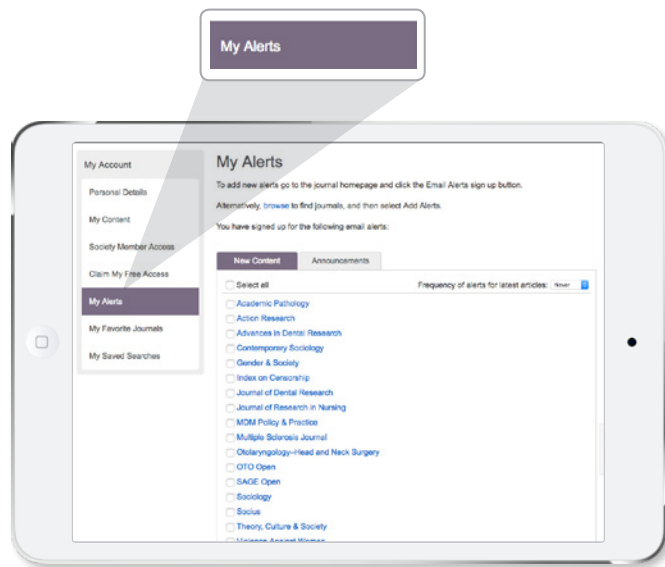 My Alerts
My Account
Personal Details
My Content
Society Member Access
Claim My Free Access
My Alerts
My Favorite Journals
My Saved Searches
My Alerts
To add new alerts go to the journal homepage and click the Email Alerts sign up button.
Alternatively, browse to find journals, and then select Add Alerts.
You have signed up for the following email alerts:
New Content Announcements
Select all Frequency of alerts for latest articles: Never
Academic Pathology
Action Research
Advances in Dental Research
Contemporary Sociology
Gender & Society
Index on Censorship
Journal of Dental Research
Journal of Research in Nursing
MDM Policy & Practice
Multiple Sclerosis Journal
Otolaryngology–Head and Neck Surgery
OTO Open
SAGE Open
Sociology
Socius
Theory, Culture & Society
Violence Against Women